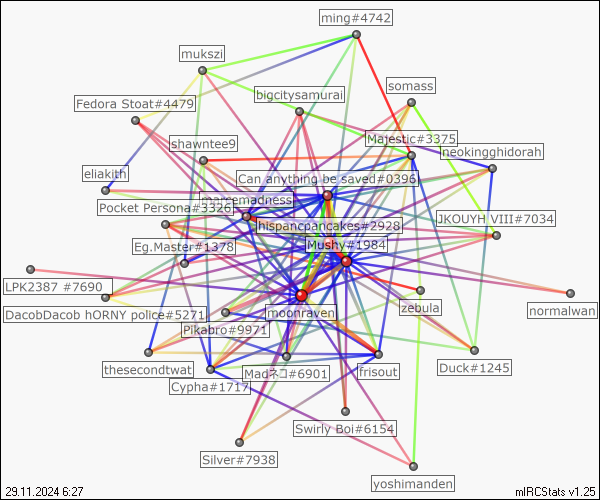 ming#4742
mukszi
somass
bigcitysamurai
Fedora Stoat#4479
Majestic#3375
shawntee9
neokingghidorah
eliakith
Can anything be saved#0396
marcemadness
Pocket Persona#3326
JKOUYH VIII#7034
hispancpancakes#2928
Eg.Master#1378
Mushy#1984
LPK2387 #7690
normalwan
zebula
DacobDacob hORNY police#5271
moonraven
Pikabro#9971
thesecondtwat
Duck#1245
Madネコ#6901
frisout
Cypha#1717
Swirly Boi#6154
Silver#7938
yoshimanden
29.11.2024 6:27
mIRCStats v1.25